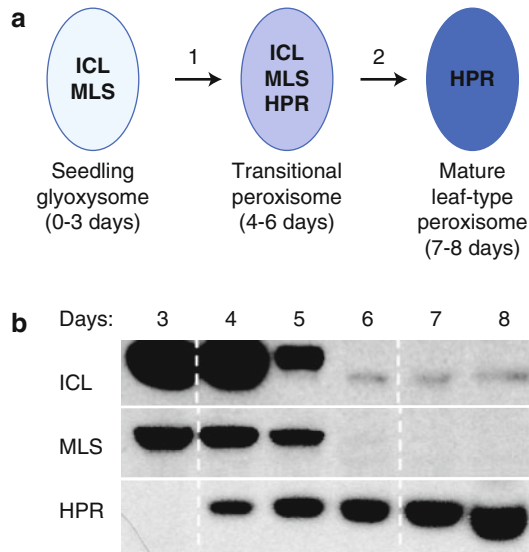 a
ICL
MLS
1
ICL
MLS
HPR
2
HPR
Seedling
glyoxysome
(0-3 days)
Transitional
peroxisome
(4-6 days)
Mature
leaf-type
peroxisome
(7-8 days)
b
Days: 3 4 5 6 7 8
ICL
MLS
HPR